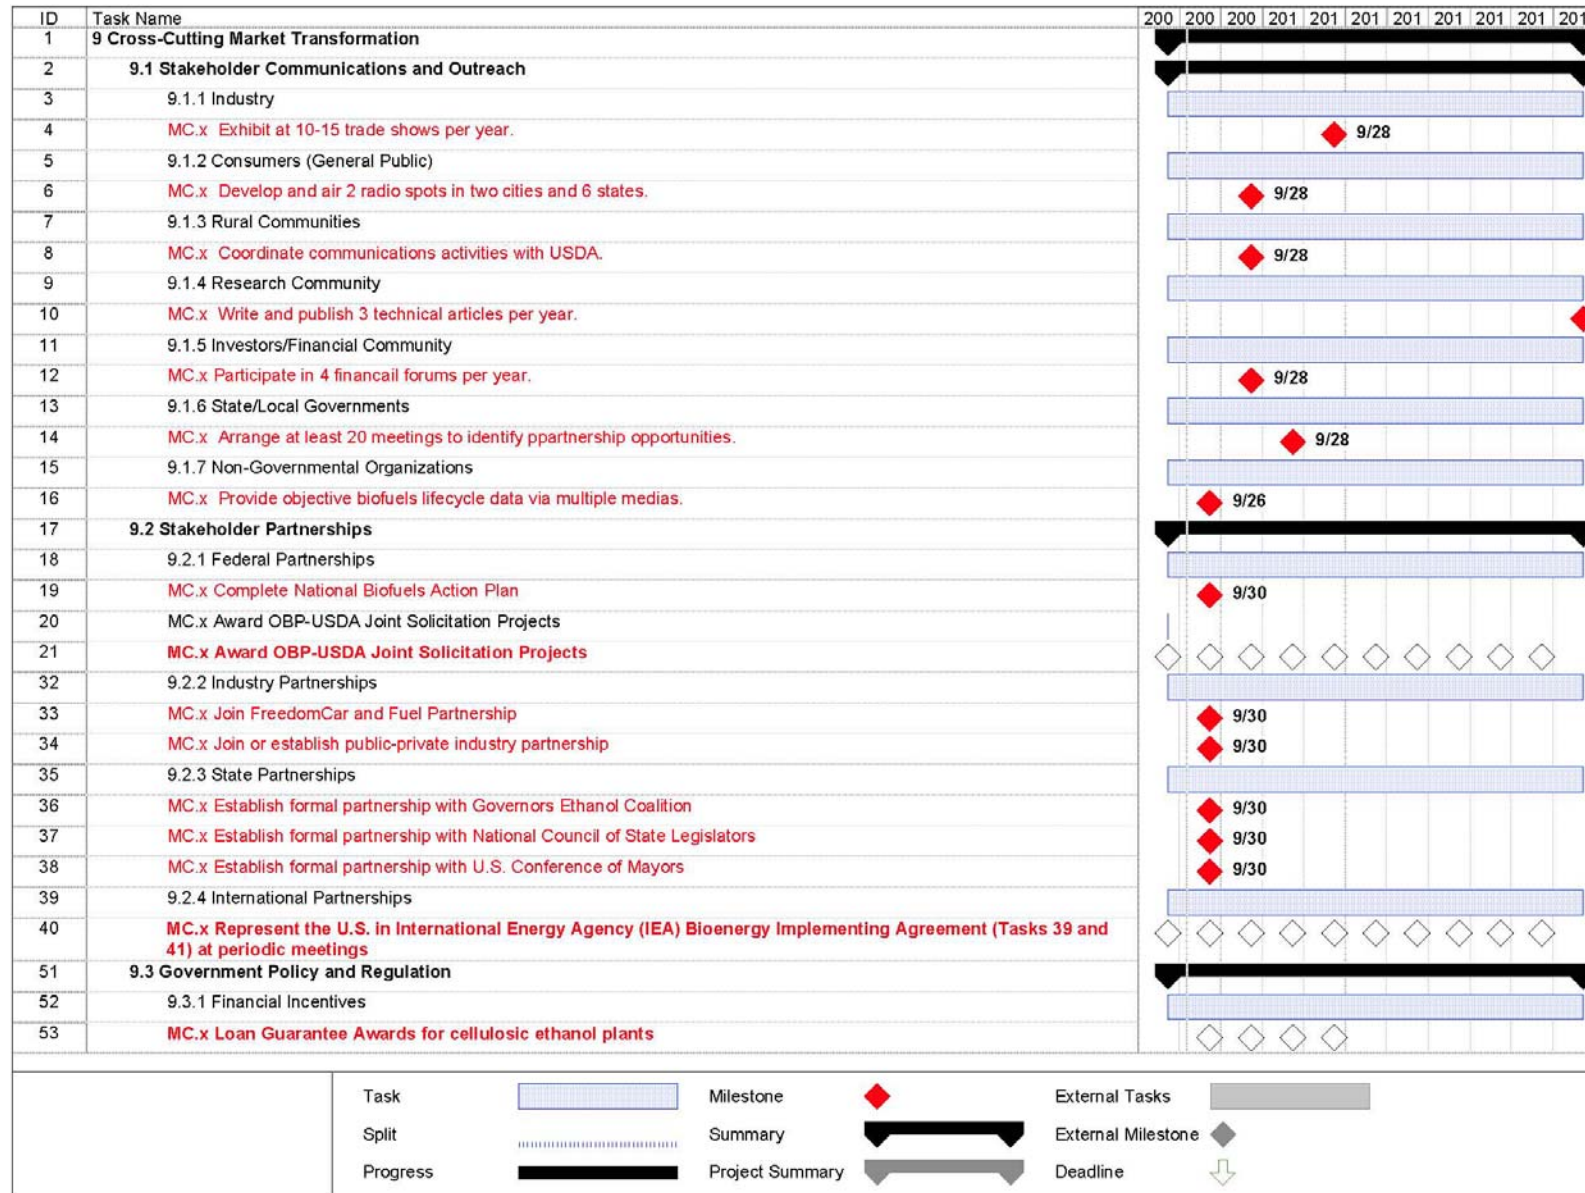 ID Task Name 200 200 200 201 201 201 201 201 201 201 201
1 9 Cross-Cutting Market Transformation
2 9.1 Stakeholder Communications and Outreach
3 9.1.1 Industry
4 MC.x Exhibit at 10-15 trade shows per year. 9/28
5 9.1.2 Consumers (General Public)
6 MC.x Develop and air 2 radio spots in two cities and 6 states. 9/28
7 9.1.3 Rural Communities
8 MC.x Coordinate communications activities with USDA. 9/28
9 9.1.4 Research Community
10 MC.x Write and publish 3 technical articles per year.
11 9.1.5 Investors/Financial Community
12 MC.x Participate in 4 financail forums per year. 9/28
13 9.1.6 State/Local Governments
14 MC.x Arrange at least 20 meetings to identify ppartnership opportunities. 9/28
15 9.1.7 Non-Governmental Organizations
16 MC.x Provide objective biofuels lifecycle data via multiple medias. 9/26
17 9.2 Stakeholder Partnerships
18 9.2.1 Federal Partnerships
19 MC.x Complete National Biofuels Action Plan 9/30
20 MC.x Award OBP-USDA Joint Solicitation Projects
21 MC.x Award OBP-USDA Joint Solicitation Projects
32 9.2.2 Industry Partnerships
33 MC.x Join FreedomCar and Fuel Partnership 9/30
34 MC.x Join or establish public-private industry partnership 9/30
35 9.2.3 State Partnerships
36 MC.x Establish formal partnership with Governors Ethanol Coalition 9/30
37 MC.x Establish formal partnership with National Council of State Legislators 9/30
38 MC.x Establish formal partnership with U.S. Conference of Mayors 9/30
39 9.2.4 International Partnerships
40 MC.x Represent the U.S. in International Energy Agency (IEA) Bioenergy Implementing Agreement (Tasks 39 and
41) at periodic meetings
51 9.3 Government Policy and Regulation
52 9.3.1 Financial Incentives
53 MC.x Loan Guarantee Awards for cellulosic ethanol plants
Task Milestone External Tasks
Split Summary External Milestone
Progress Project Summary Deadline